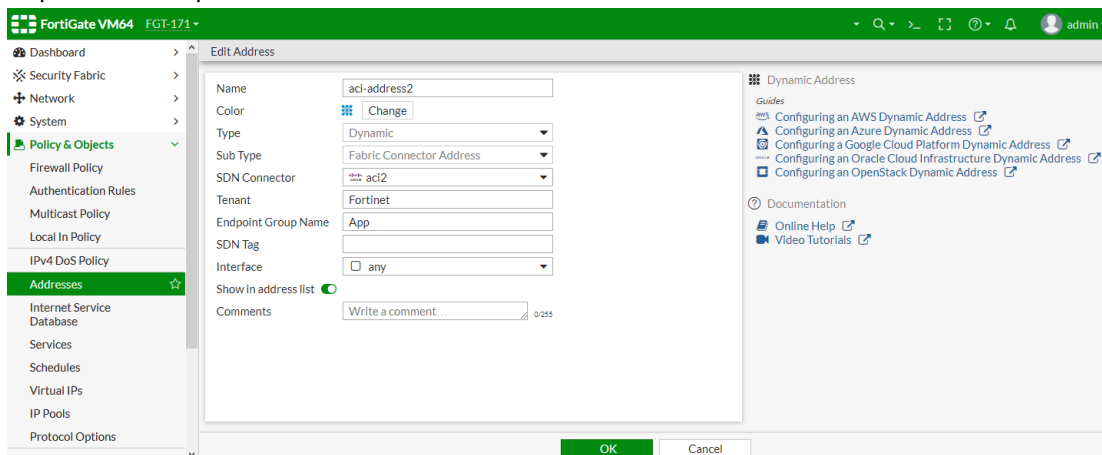 FortiGate VM64 FGT-171
admin
Dashboard
Security Fabric
Network
System
Policy & Objects
Firewall Policy
Authentication Rules
Multicast Policy
Local In Policy
IPv4 DoS Policy
Addresses
Internet Service
Database
Services
Schedules
Virtual IPs
IP Pools
Protocol Options
Edit Address
Name aci-address2
Color Change
Type Dynamic
Sub Type Fabric Connector Address
SDN Connector aci2
Tenant Fortinet
Endpoint Group Name App
SDN Tag
Interface any
Show in address list
Comments Write a comment... 0/255
Dynamic Address
Guides
Configuring an AWS Dynamic Address
Configuring an Azure Dynamic Address
Configuring a Google Cloud Platform Dynamic Address
Configuring an Oracle Cloud Infrastructure Dynamic Address
Configuring an OpenStack Dynamic Address
Documentation
Online Help
Video Tutorials
OK Cancel